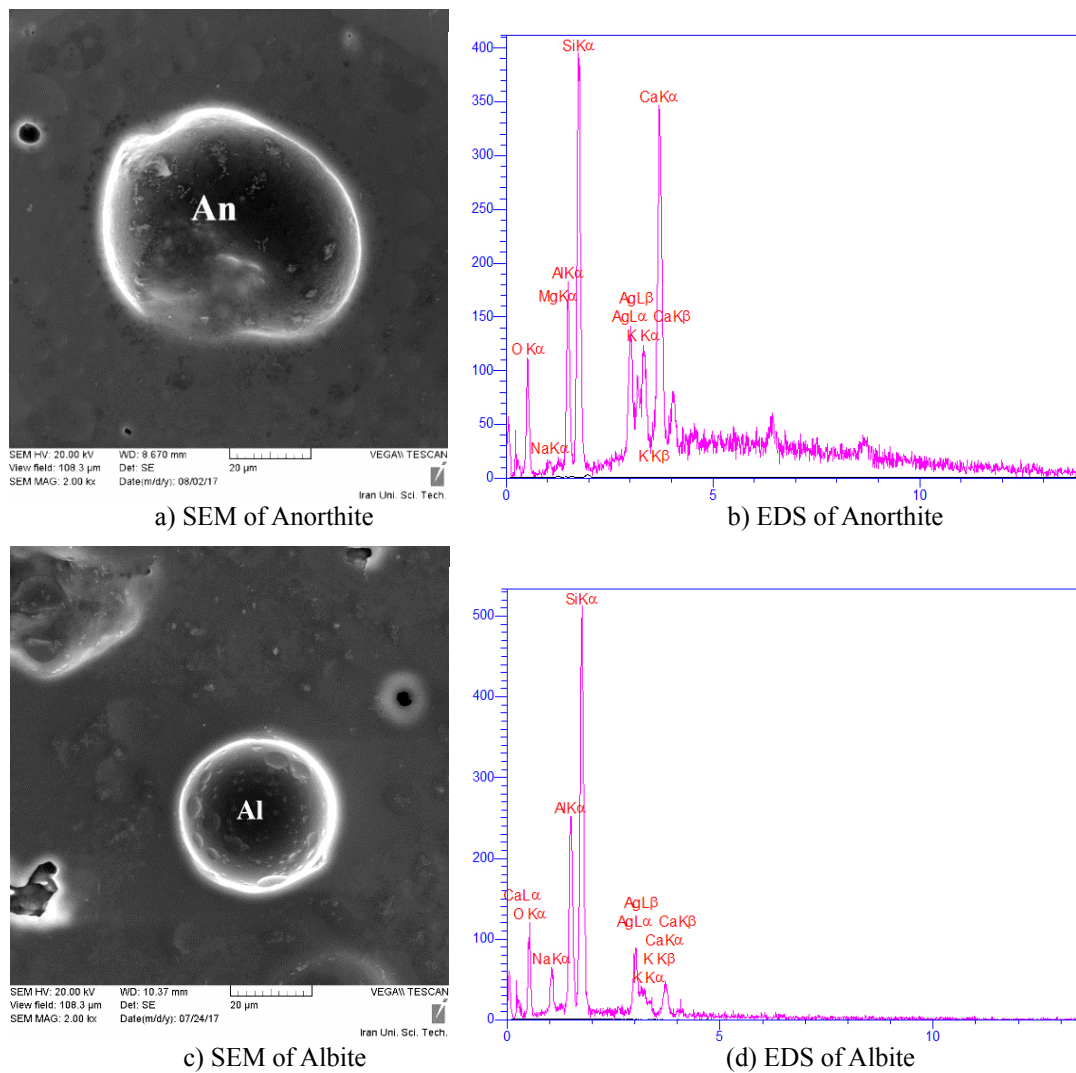 An
SEM HV: 20.00 kV WD: 8.670 mm VEGA\\ TESCAN
View field: 108.3 µm Det: SE 20 µm
SEM MAG: 2.00 kx Date(m/d/y): 08/02/17
Iran Uni. Sci. Tech.
a) SEM of Anorthite
400
350
300
250
200
150
100
50
0
SiKα
CaKα
AlKα
MgKα
AgLβ
AgLα CaKβ
K Kα
O Kα
NaKα
K Kβ
0 5 10
b) EDS of Anorthite
Al
SEM HV: 20.00 kV WD: 10.37 mm VEGA\\ TESCAN
View field: 108.3 µm Det: SE 20 µm
SEM MAG: 2.00 kx Date(m/d/y): 07/24/17
Iran Uni. Sci. Tech.
c) SEM of Albite
500
400
300
200
100
0
SiKα
AlKα
CaLα
O Kα
NaKα
AgLβ
AgLα CaKβ
CaKα
K Kβ
K Kα
0 5 10
(d) EDS of Albite